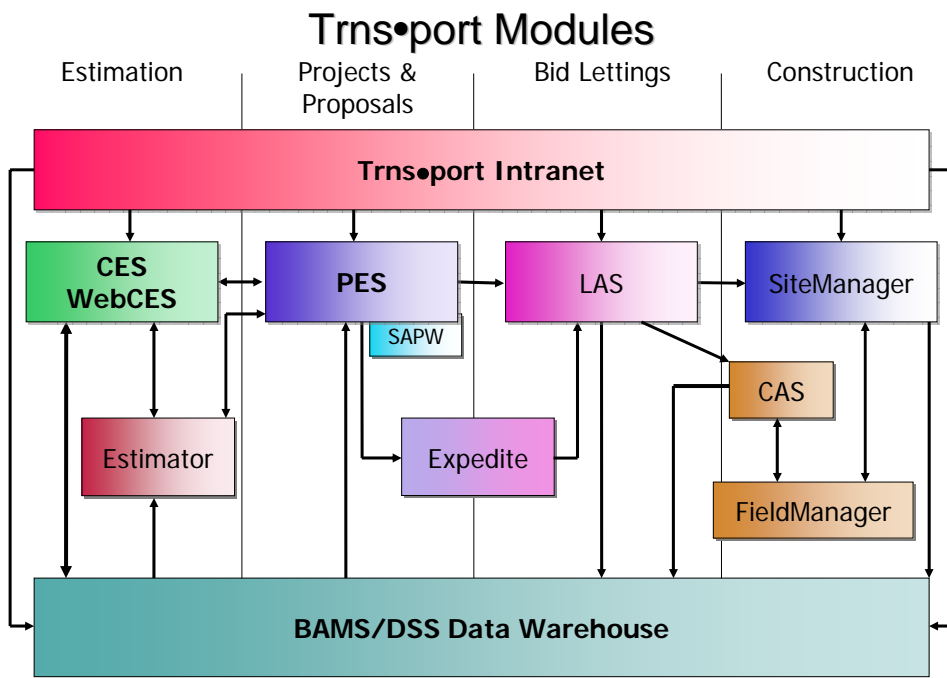 Trns•port Modules
Estimation
Projects &
Proposals
Bid Lettings
Construction
Trns•port Intranet
CES
WebCES
PES
LAS
SiteManager
SAPW
CAS
Estimator
Expedite
FieldManager
BAMS/DSS Data Warehouse